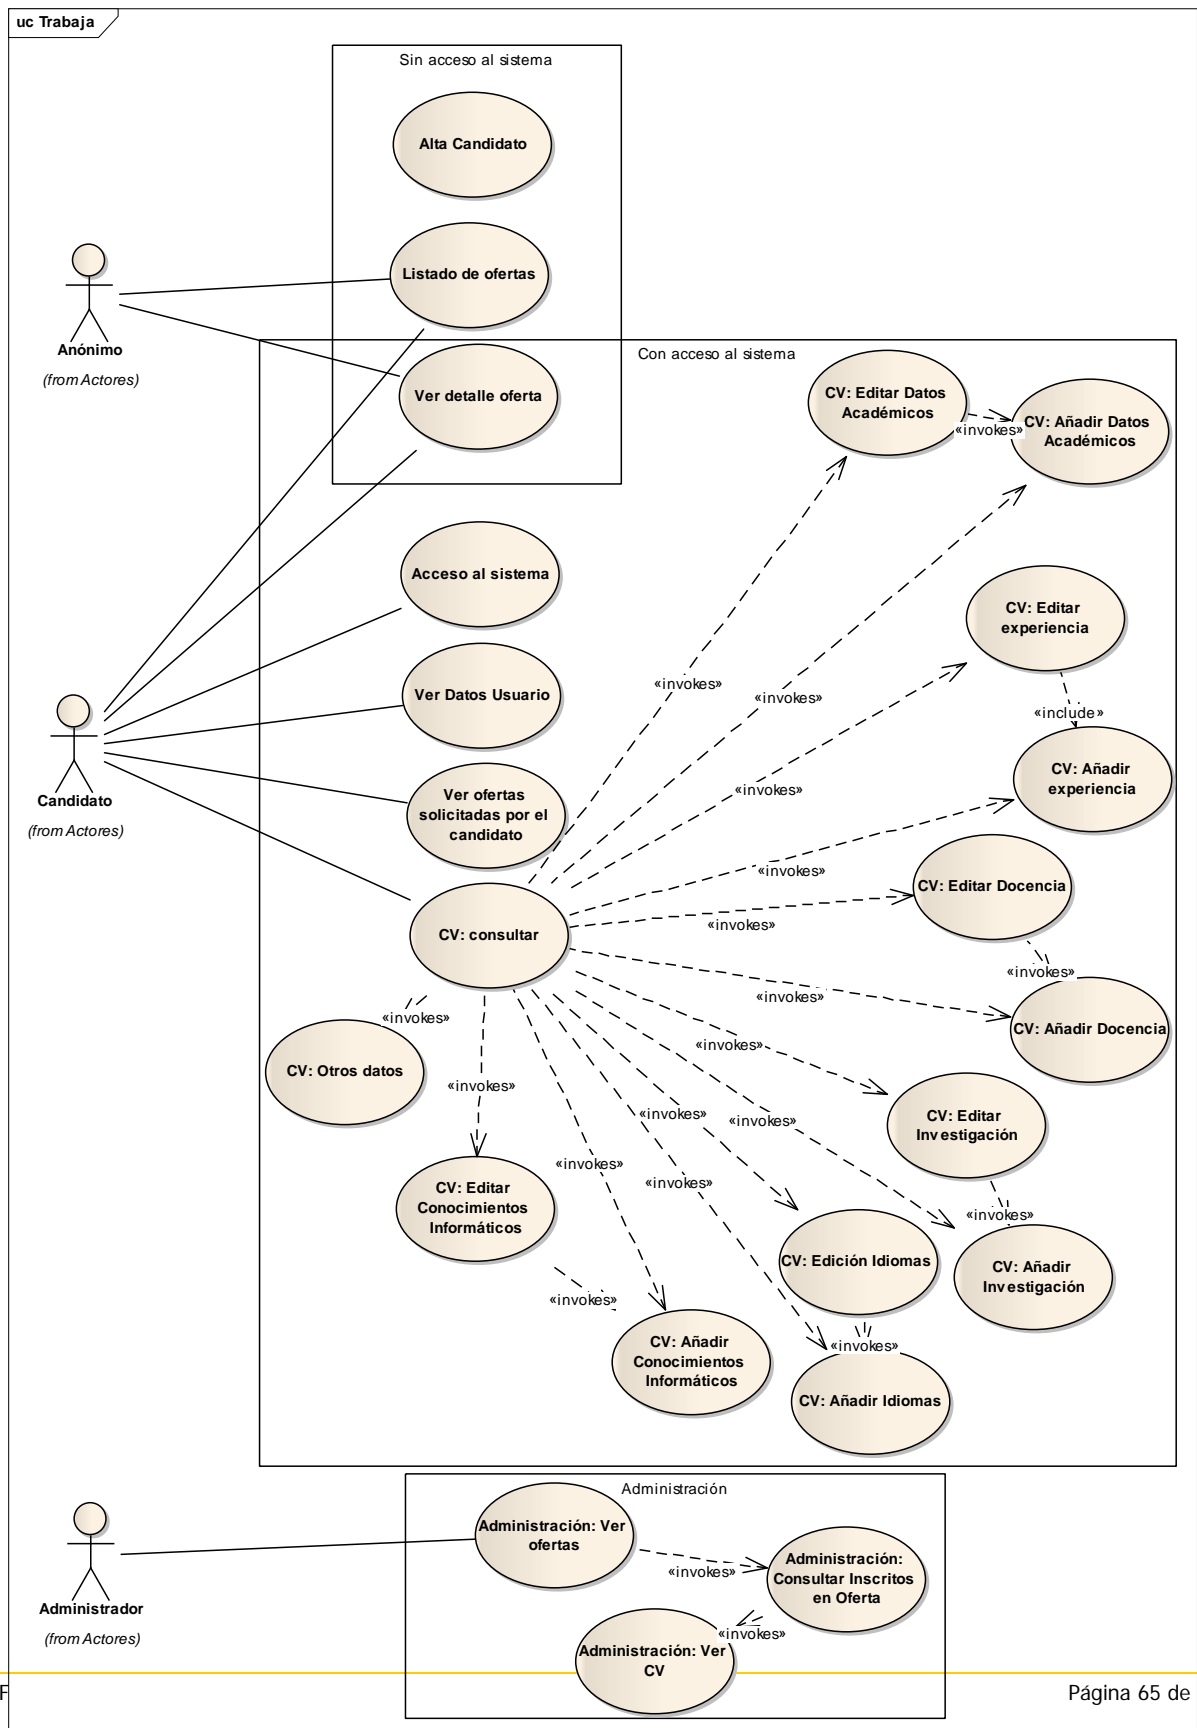 uc Trabaja
Sin acceso al sistema
Alta Candidato
Listado de ofertas
Anónimo
(from Actores)
Con acceso al sistema
Ver detalle oferta
CV: Editar Datos
Académicos
«invokes»
CV: Añadir Datos
Académicos
Acceso al sistema
CV: Editar
experiencia
«invokes»
«invokes»
Ver Datos Usuario
«include»
Candidato
(from Actores)
Ver ofertas
solicitadas por el
candidato
CV: Añadir
experiencia
«invokes»
«invokes»
CV: Editar Docencia
«invokes»
CV: consultar
«invokes»
«invokes»
CV: Añadir Docencia
«invokes»
«invokes»
CV: Otros datos
«invokes»
«invokes»
«invokes»
CV: Editar
Investigación
«invokes»
«invokes»
CV: Editar
Conocimientos
Informáticos
«invokes»
CV: Edición Idiomas
CV: Añadir
Investigación
«invokes»
CV: Añadir
Conocimientos
Informáticos
«invokes»
CV: Añadir Idiomas
Administración
Administración: Ver
ofertas
«invokes»
Administración:
Consultar Inscritos
en Oferta
Administrador
(from Actores)
«invokes»
Administración: Ver
CV
F
Página 65 de